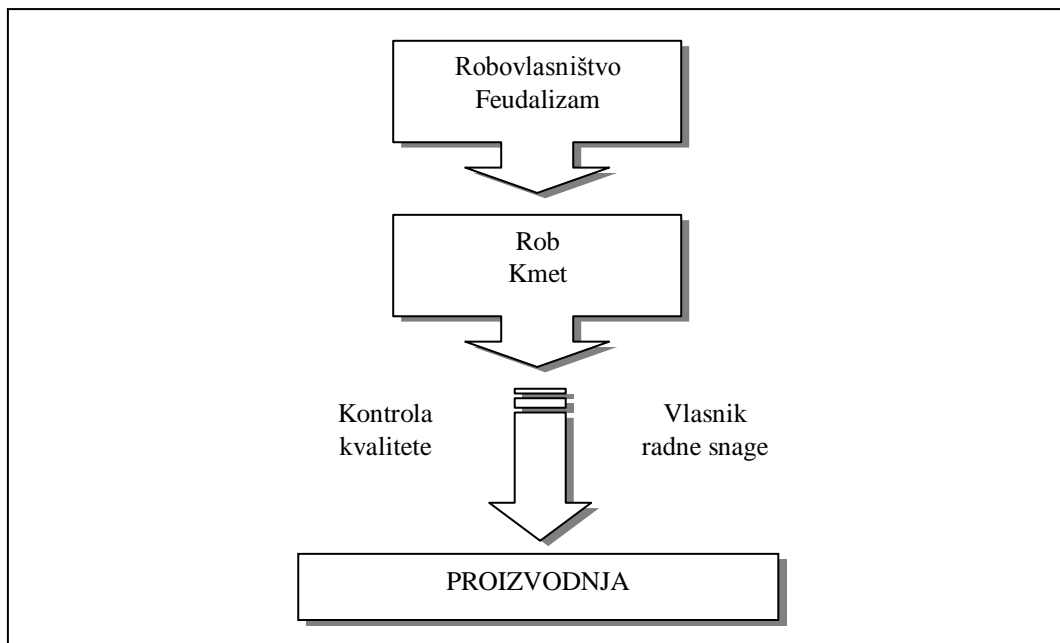 Robovlasništvo
Feudalizam
Rob
Kmet
Kontrola
kvalitete
Vlasnik
radne snage
PROIZVODNJA